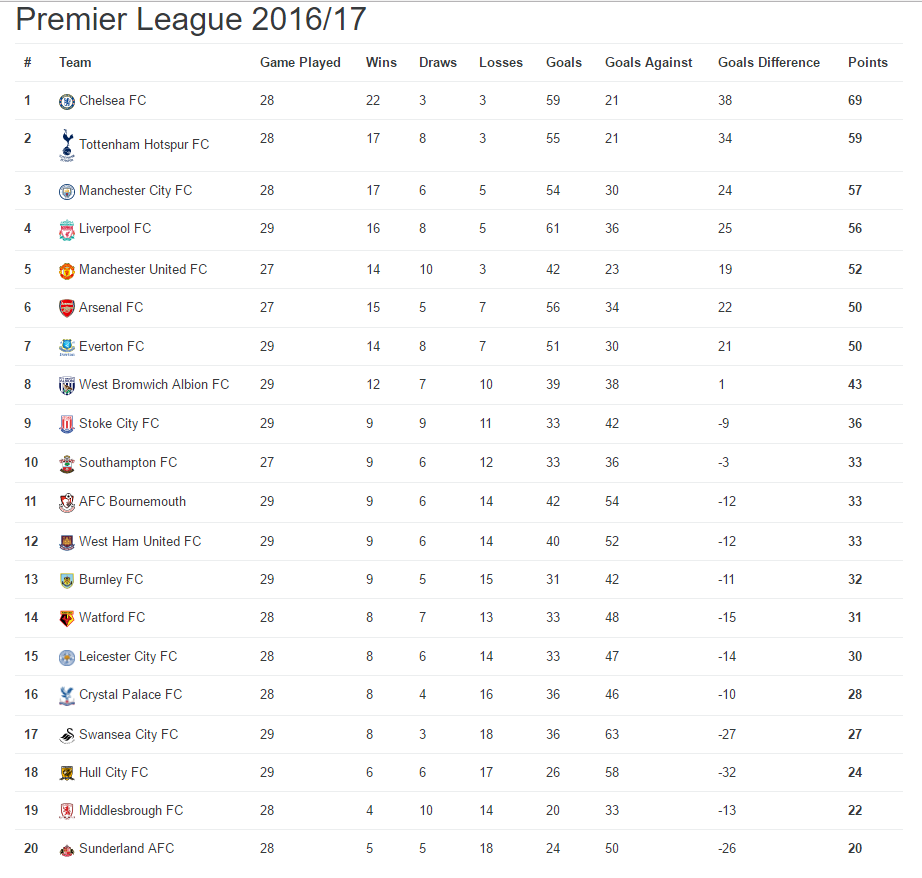 Premier League 2016/17
# Team Game Played Wins Draws Losses Goals Goals Against Goals Difference Points
1 Chelsea FC 28 22 3 3 59 21 38 69
2 Tottenham Hotspur FC 28 17 8 3 55 21 34 59
3 Manchester City FC 28 17 6 5 54 30 24 57
4 Liverpool FC 29 16 8 5 61 36 25 56
5 Manchester United FC 27 14 10 3 42 23 19 52
6 Arsenal FC 27 15 5 7 56 34 22 50
7 Everton FC 29 14 8 7 51 30 21 50
8 West Bromwich Albion FC 29 12 7 10 39 38 1 43
9 Stoke City FC 29 9 9 11 33 42 -9 36
10 Southampton FC 27 9 6 12 33 36 -3 33
11 AFC Bournemouth 29 9 6 14 42 54 -12 33
12 West Ham United FC 29 9 6 14 40 52 -12 33
13 Burnley FC 29 9 5 15 31 42 -11 32
14 Watford FC 28 8 7 13 33 48 -15 31
15 Leicester City FC 28 8 6 14 33 47 -14 30
16 Crystal Palace FC 28 8 4 16 36 46 -10 28
17 Swansea City FC 29 8 3 18 36 63 -27 27
18 Hull City FC 29 6 6 17 26 58 -32 24
19 Middlesbrough FC 28 4 10 14 20 33 -13 22
20 Sunderland AFC 28 5 5 18 24 50 -26 20